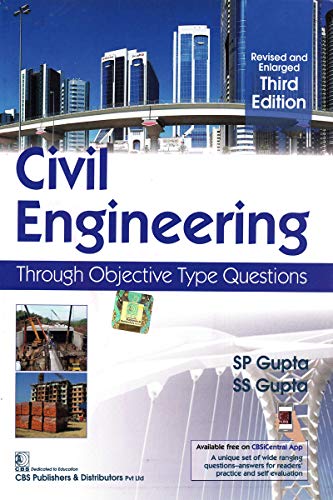 Revised and
Enlarged
Third
Edition
Civil
Engineering
Through Objective Type Questions
SP Gupta
SS Gupta
Available free on CBSiCentral App
A unique set of wide ranging
questions–answers for readers'
practice and self evaluation
CBS Dedicated to Education
CBS Publishers & Distributors Pvt Ltd